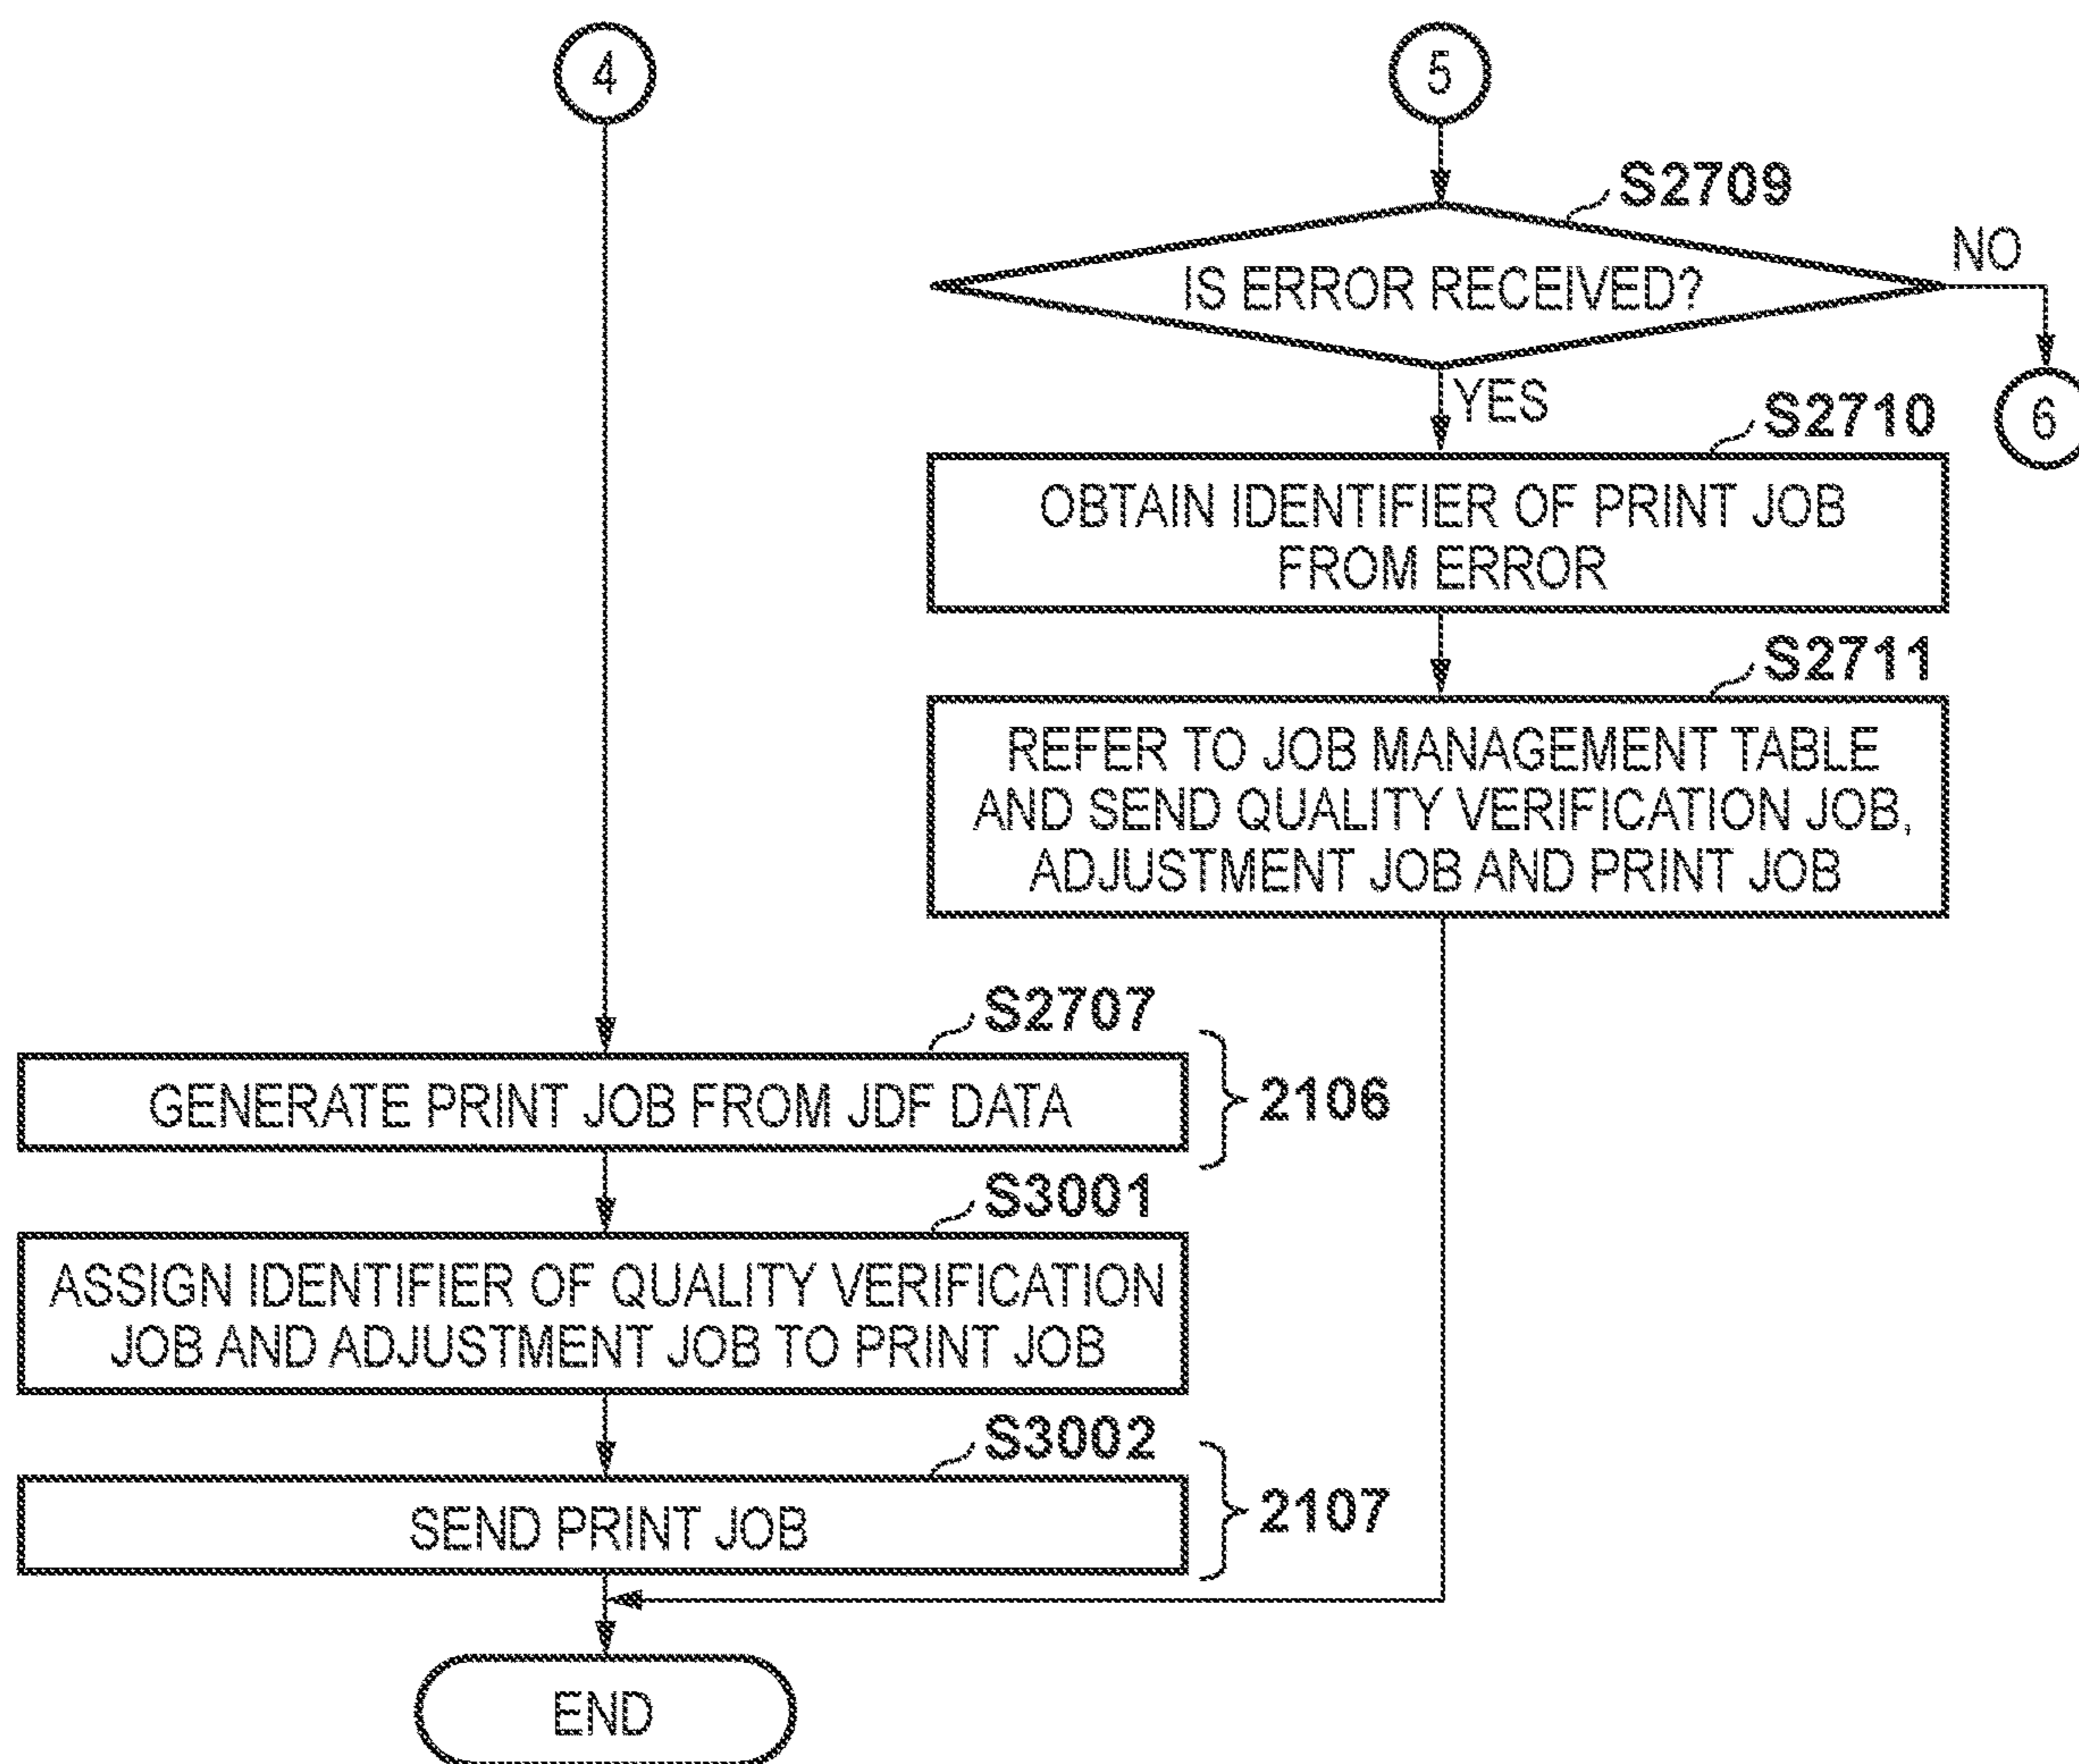 4
5
S2709
IS ERROR RECEIVED?
NO
6
YES
S2710
OBTAIN IDENTIFIER OF PRINT JOB
FROM ERROR
S2711
REFER TO JOB MANAGEMENT TABLE
AND SEND QUALITY VERIFICATION JOB,
ADJUSTMENT JOB AND PRINT JOB
S2707
GENERATE PRINT JOB FROM JDF DATA
2106
S3001
ASSIGN IDENTIFIER OF QUALITY VERIFICATION
JOB AND ADJUSTMENT JOB TO PRINT JOB
S3002
SEND PRINT JOB
2107
END